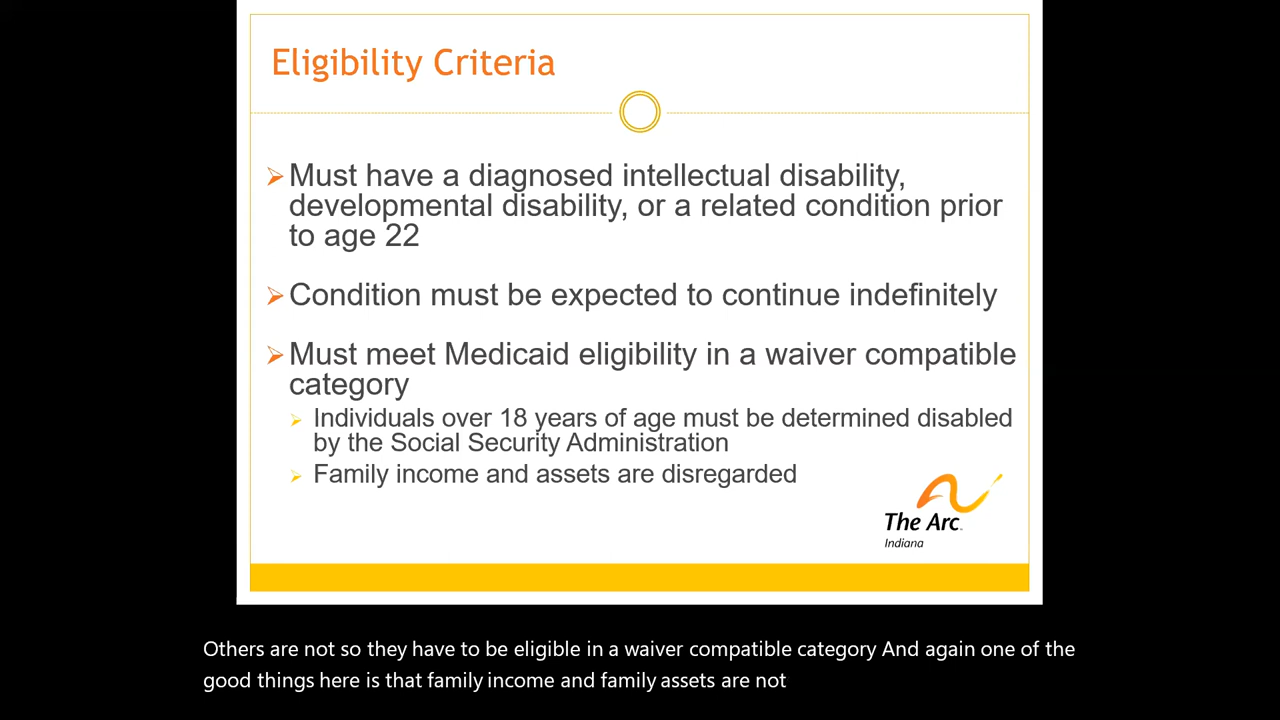 Eligibility Criteria
Must have a diagnosed intellectual disability,
developmental disability, or a related condition prior
to age 22
Condition must be expected to continue indefinitely
Must meet Medicaid eligibility in a waiver compatible
category
Individuals over 18 years of age must be determined disabled
by the Social Security Administration
Family income and assets are disregarded
The Arc
Indiana
Others are not so they have to be eligible in a waiver compatible category And again one of the
good things here is that family income and family assets are not